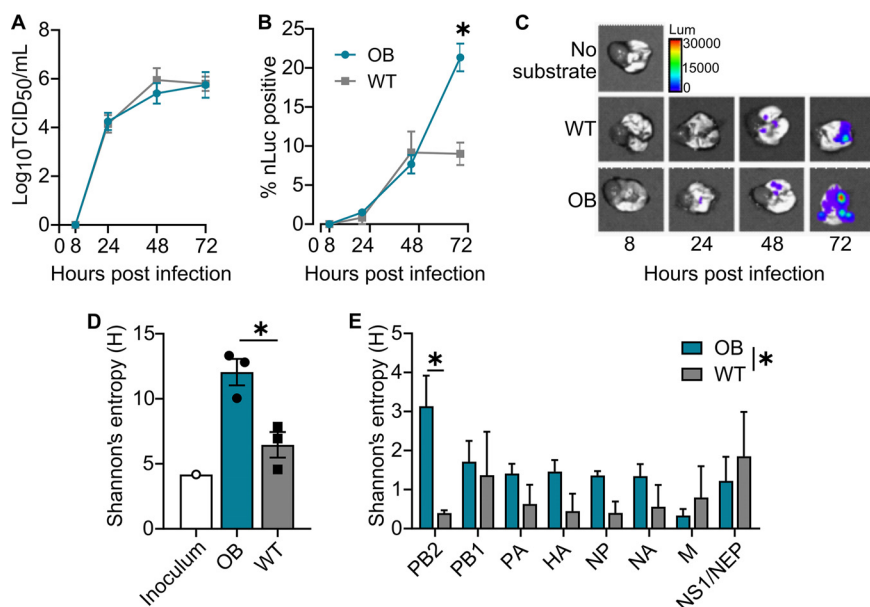 A
Log10TCID50/mL
8
6
4
2
0
0 8 24 48 72
Hours post infection
B
% nLuc positive
25
20
15
10
5
0
0 8 24 48 72
Hours post infection
OB
WT
*
C
No
substrate
Lum
30000
15000
0
WT
OB
8 24 48 72
Hours post infection
D
Shannon's entropy (H)
15
10
5
0
*
Inoculum
OB
WT
E
Shannon's entropy (H)
5
4
3
2
1
0
*
OB
WT
*
PB2
PB1
PA
HA
NP
NA
M
NS1/NEP